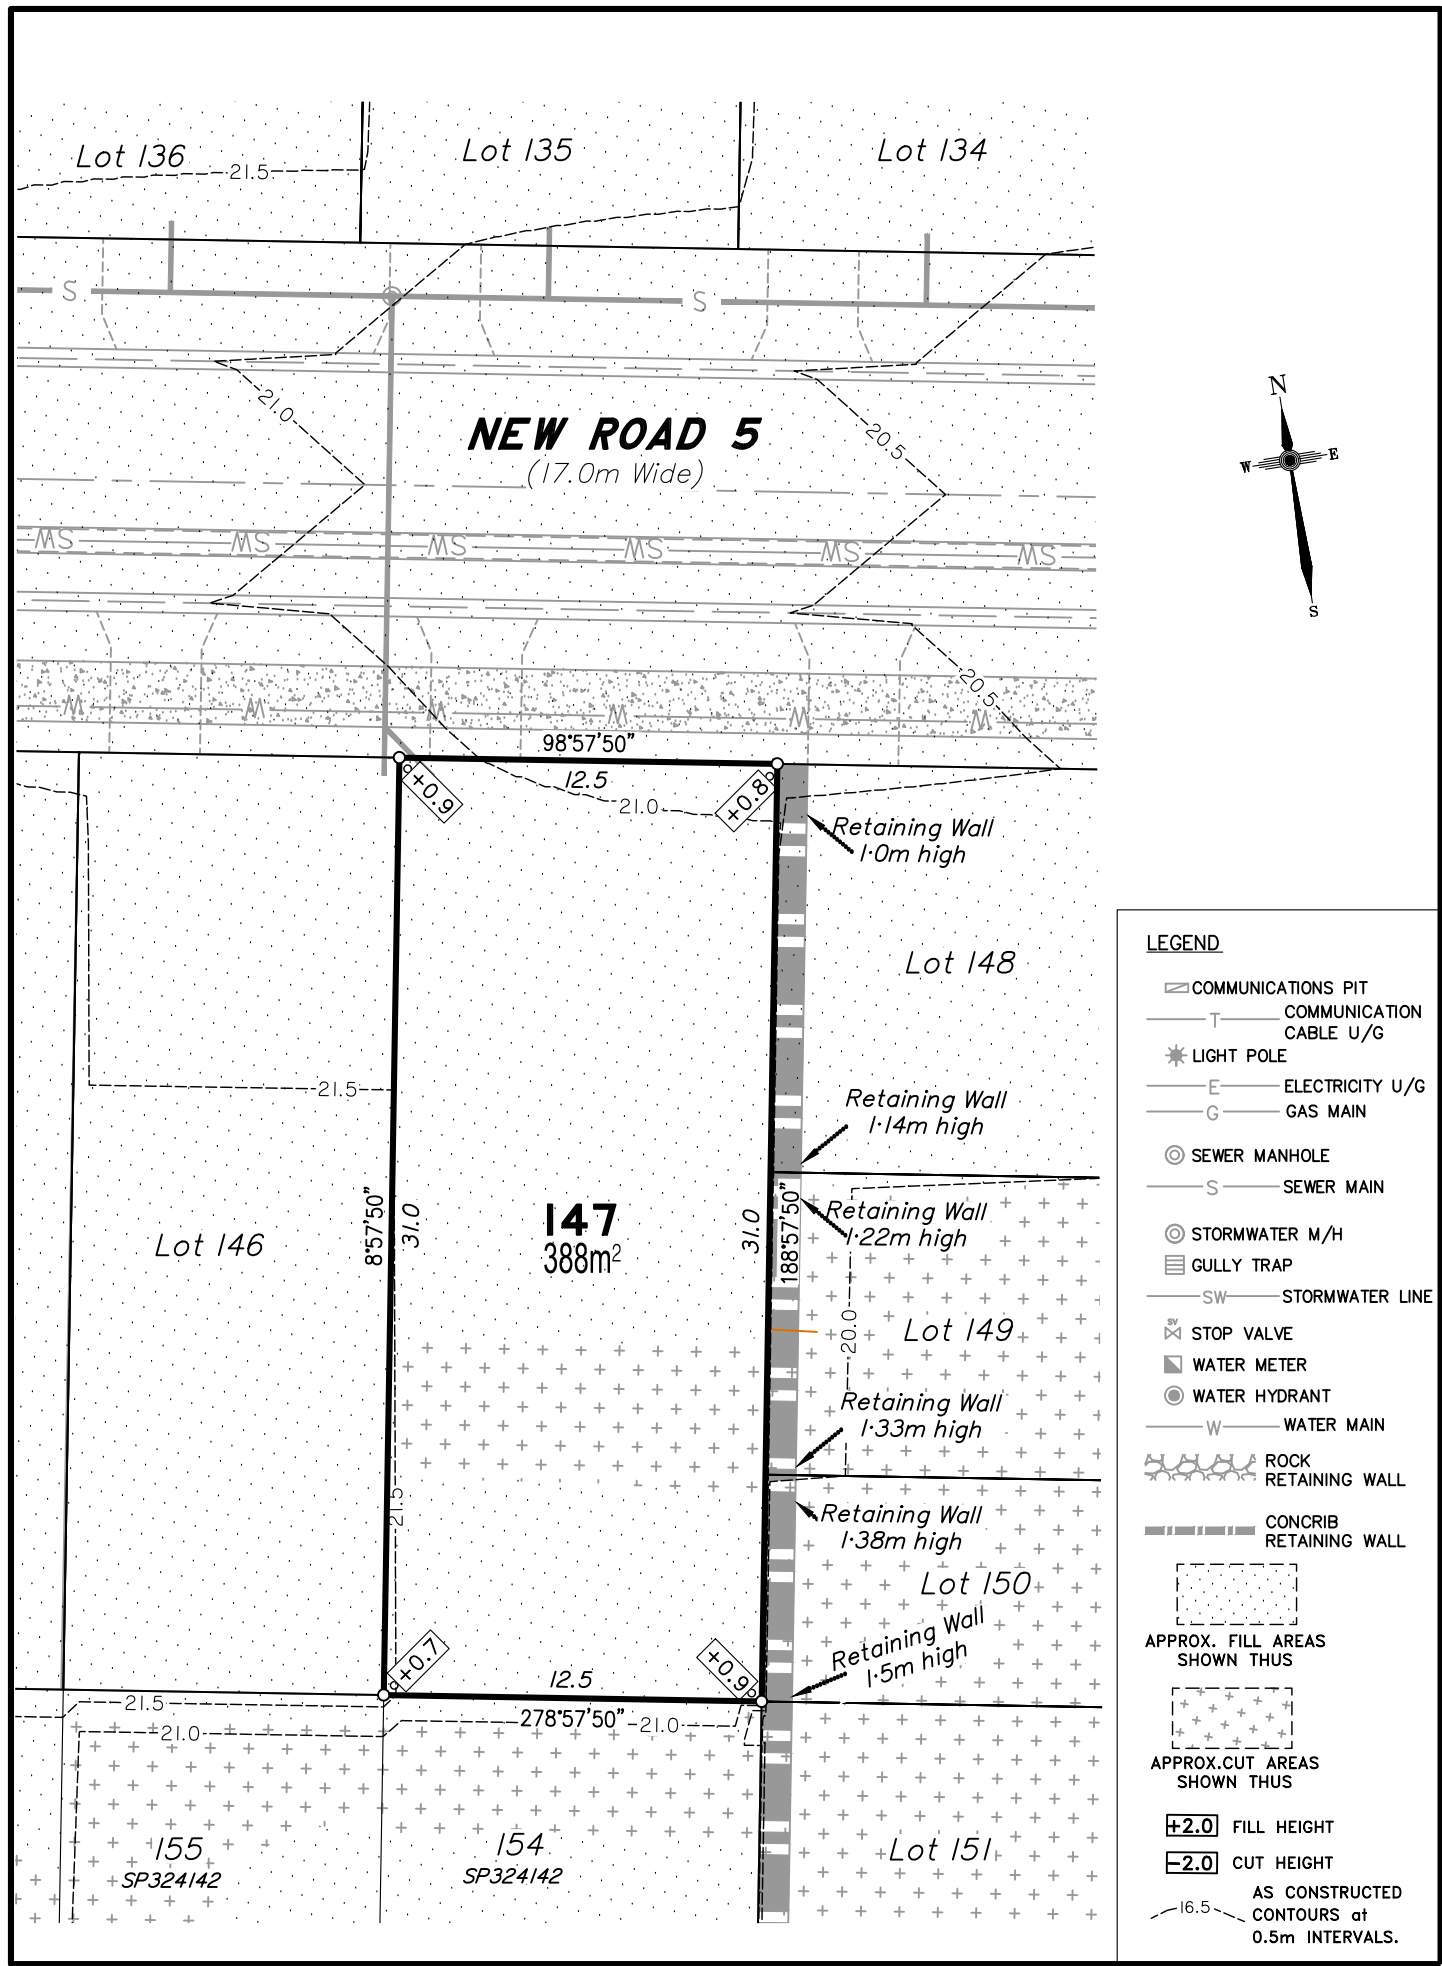 Lot 136
Lot 135
Lot 134
21.5
S
S
21.0
20.5
NEW ROAD 5
(17.0m Wide)
N
W
E
S
SW
SW
SW
SW
SW
SW
20.5
W
W
W
W
W
W
98°57'50"
12.5
+0.9
+0.8
21.0
Retaining Wall
1·0m high
Lot 148
21.5
Retaining Wall
1·14m high
8°57'50"
31.0
147
388m²
31.0
188°57'50"
Lot 146
Retaining Wall
1·22m high
20.0
Lot 149
Retaining Wall
1·33m high
21.5
Retaining Wall
1·38m high
Lot 150
Retaining Wall
1·5m high
+0.7
+0.9
12.5
278°57'50"
21.5
21.0
21.0
155
SP324142
154
SP324142
Lot 151
LEGEND
COMMUNICATIONS PIT
T
COMMUNICATION
CABLE U/G
LIGHT POLE
E
ELECTRICITY U/G
G
GAS MAIN
SEWER MANHOLE
S
SEWER MAIN
STORMWATER M/H
GULLY TRAP
SW
STORMWATER LINE
SV
STOP VALVE
WATER METER
WATER HYDRANT
W
WATER MAIN
ROCK
RETAINING WALL
CONCRIB
RETAINING WALL
APPROX. FILL AREAS
SHOWN THUS
APPROX.CUT AREAS
SHOWN THUS
+2.0 FILL HEIGHT
-2.0 CUT HEIGHT
16.5
AS CONSTRUCTED
CONTOURS at
0.5m INTERVALS.